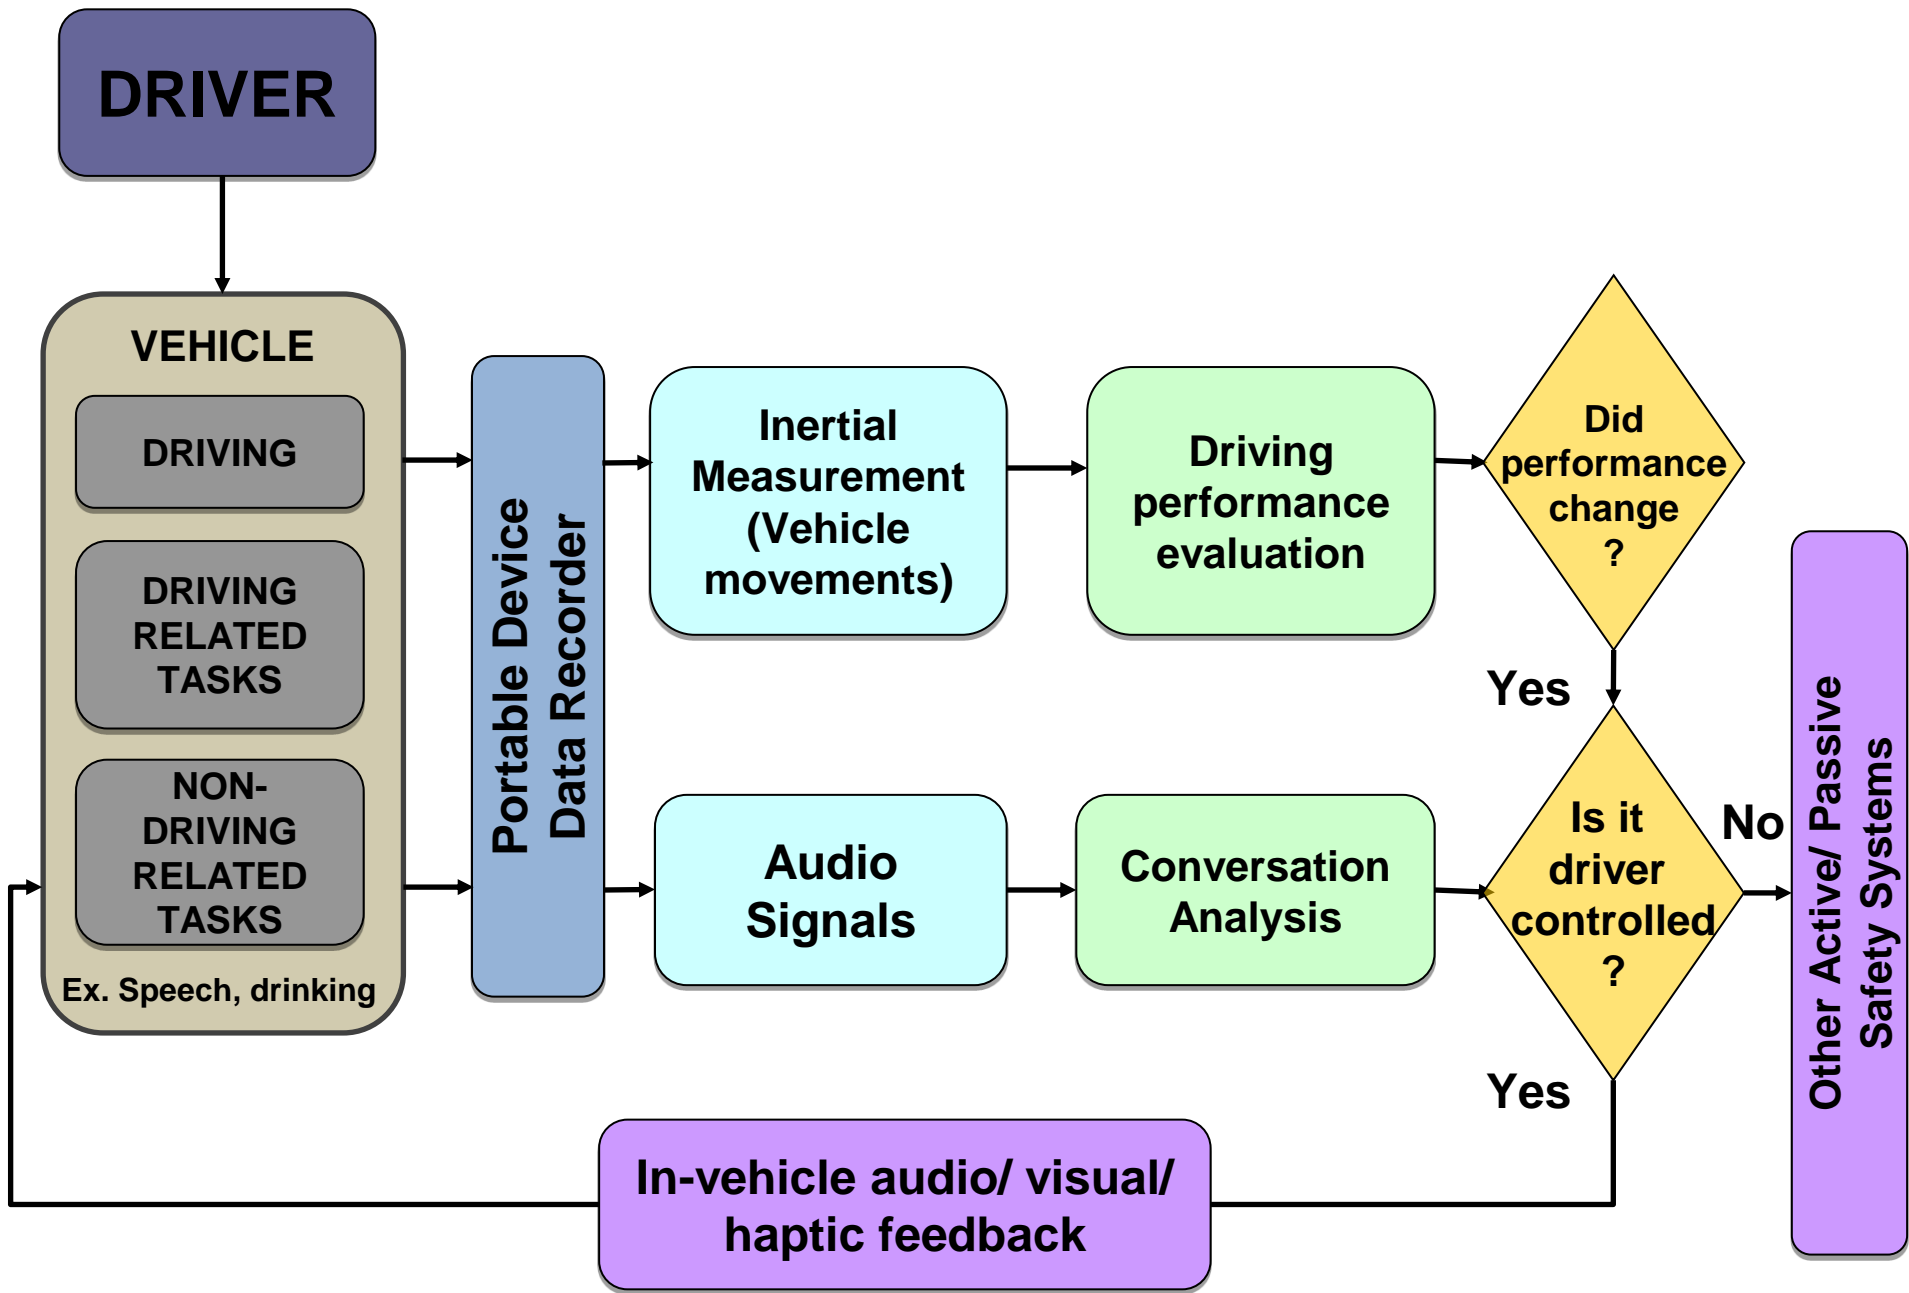 DRIVER
VEHICLE
DRIVING
DRIVING
RELATED
TASKS
NON-
DRIVING
RELATED
TASKS
Ex. Speech, drinking
Portable Device
Data Recorder
Inertial
Measurement
(Vehicle
movements)
Driving
performance
evaluation
Did
performance
change
?
Yes
Audio
Signals
Conversation
Analysis
Is it
driver
controlled
?
No
Yes
Other Active/ Passive
Safety Systems
In-vehicle audio/ visual/
haptic feedback